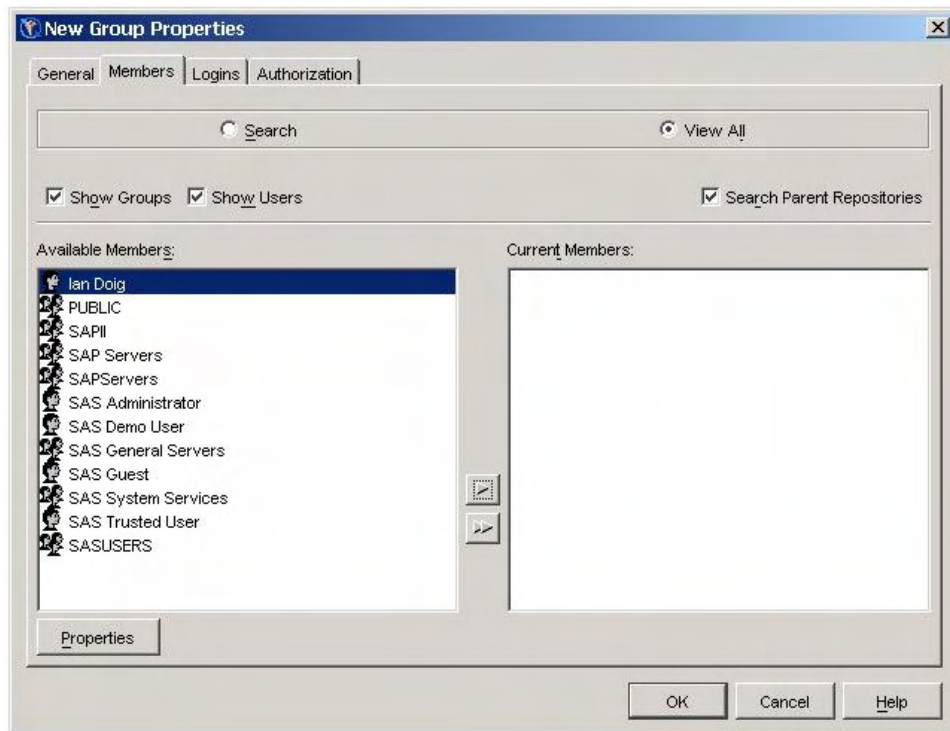 New Group Properties
General Members Logins Authorization
Search View All
Show Groups Show Users Search Parent Repositories
Available Members: Current Members:
Ian Doig
PUBLIC
SAPII
SAP Servers
SAPServers
SAS Administrator
SAS Demo User
SAS General Servers
SAS Guest
SAS System Services
SAS Trusted User
SASUSERS
Properties
OK Cancel Help